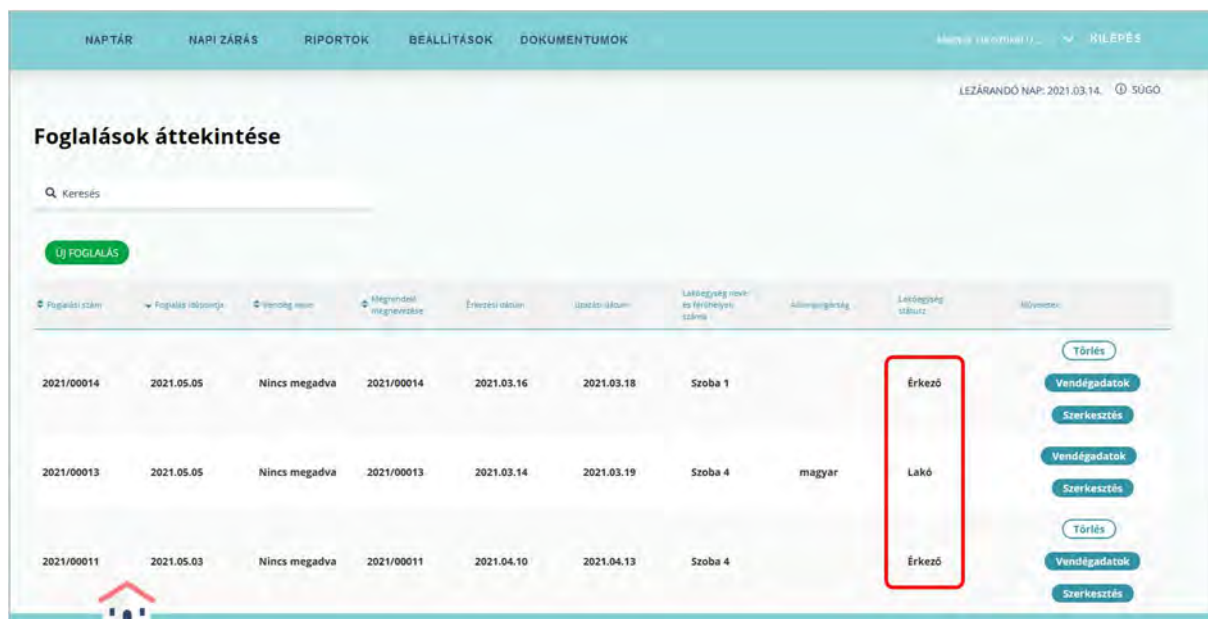 NAPTÁR NAPI ZÁRÁS RIPORTOK BEÁLLÍTÁSOK DOKUMENTUMOK KILÉPÉS
LEZÁRANDÓ NAP: 2021.03.14. SÚGÓ
Foglalások áttekintése
Keresés
ÚJ FOGLALÁS
Foglalási szám Foglalás időpontja Vendég neve Megrendelő megnevezése Érkezési dátum Utazási dátum Lakóegység neve és férőhelyek száma Állampolgárság Lakóegység státusz Műveletek
Törlés
2021/00014 2021.05.05 Nincs megadva 2021/00014 2021.03.16 2021.03.18 Szoba 1 Érkező Vendégadatok
Szerkesztés
Vendégadatok
2021/00013 2021.05.05 Nincs megadva 2021/00013 2021.03.14 2021.03.19 Szoba 4 magyar Lakó
Szerkesztés
Törlés
2021/00011 2021.05.03 Nincs megadva 2021/00011 2021.04.10 2021.04.13 Szoba 4 Érkező Vendégadatok
Szerkesztés